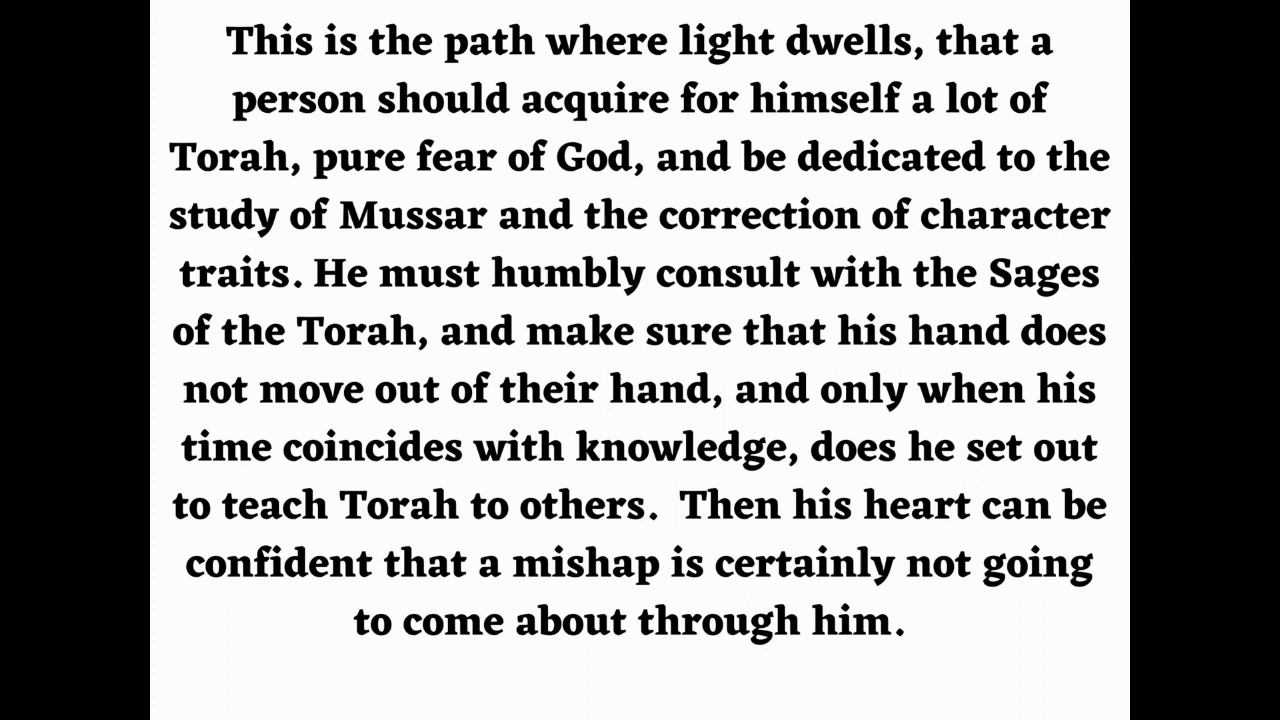 This is the path where light dwells, that a
person should acquire for himself a lot of
Torah, pure fear of God, and be dedicated to the
study of Mussar and the correction of character
traits. He must humbly consult with the Sages
of the Torah, and make sure that his hand does
not move out of their hand, and only when his
time coincides with knowledge, does he set out
to teach Torah to others.  Then his heart can be
confident that a mishap is certainly not going
to come about through him.